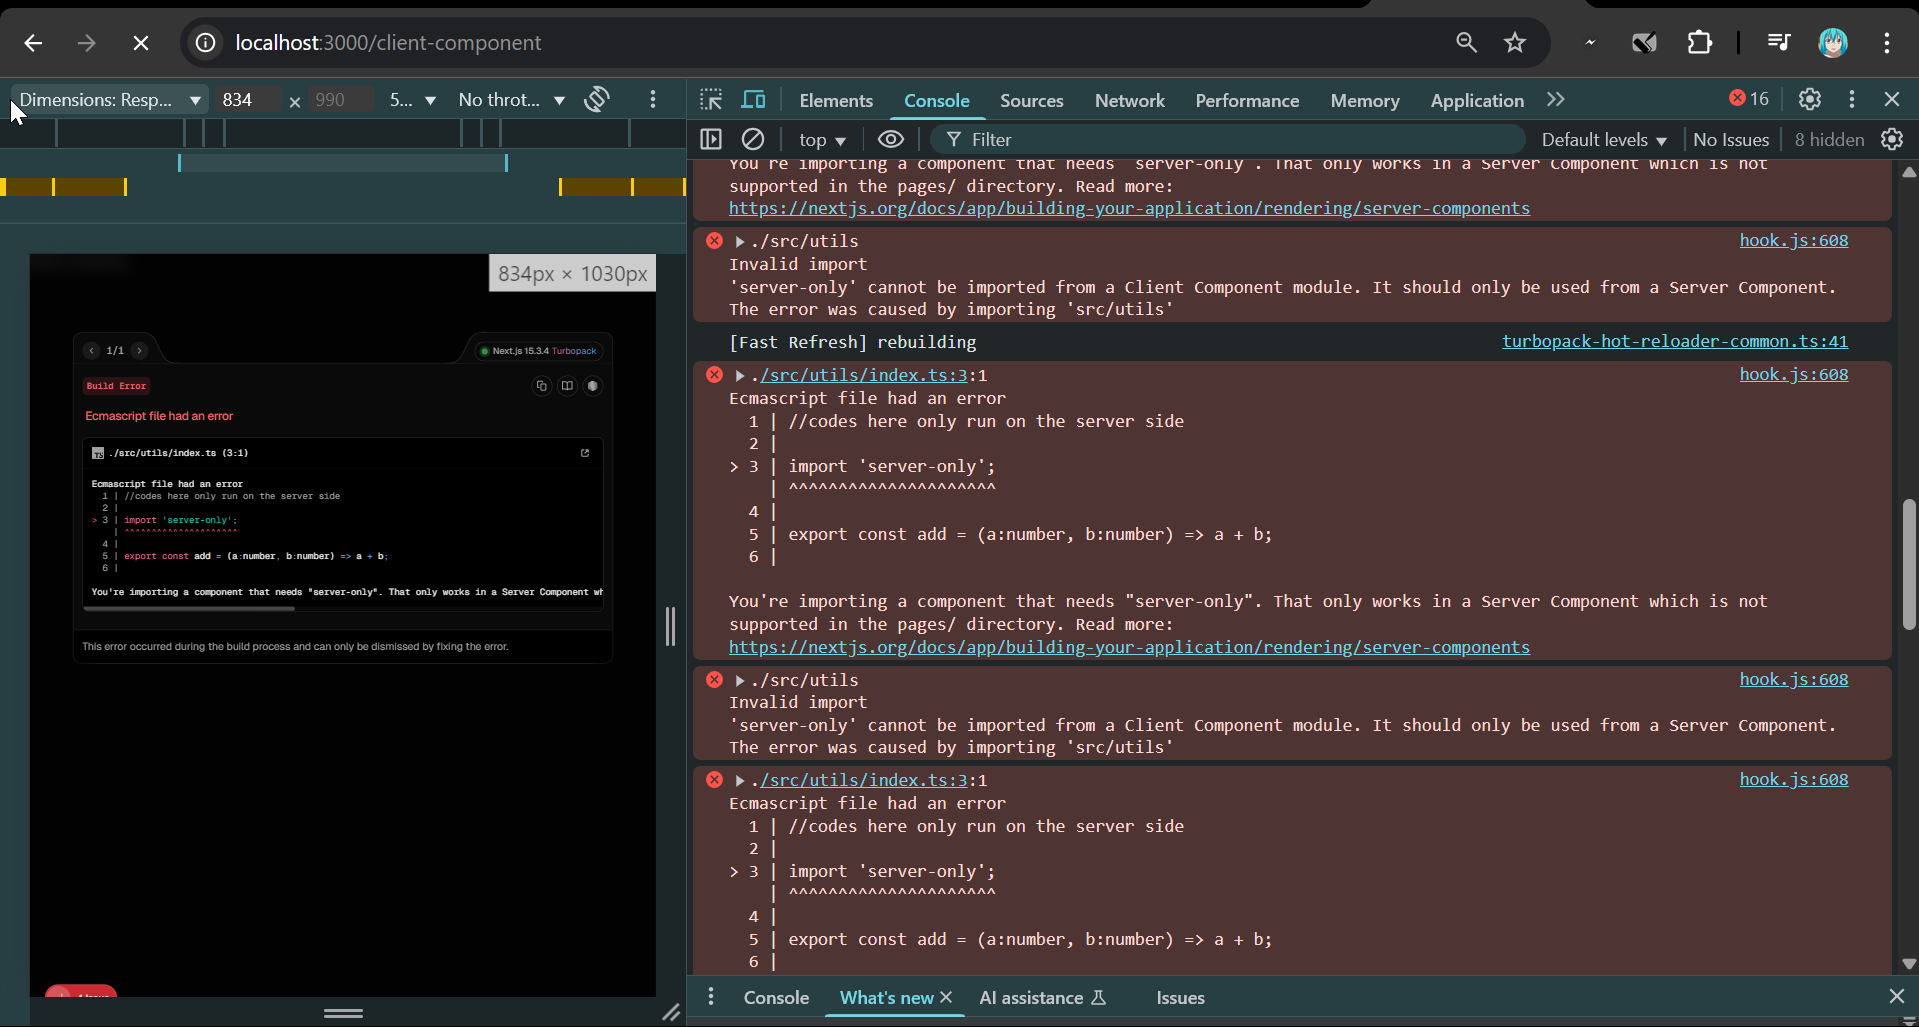 localhost:3000/client-component
Dimensions: Resp... ▼ 834 × 990 5... ▼ No throt... ▼
834px × 1030px
1/1
Next.js 15.3.4 Turbopack
Build Error
Ecmascript file had an error
./src/utils/index.ts (3:1)
Ecmascript file had an error
1 | //codes here only run on the server side
2 |
> 3 | import 'server-only';
| ^^^^^^^^^^^^^^^^^^^^^
4 |
5 | export const add = (a:number, b:number) => a + b;
6 |
You're importing a component that needs "server-only". That only works in a Server Component wh
This error occurred during the build process and can only be dismissed by fixing the error.
Elements Console Sources Network Performance Memory Application 16
top ▼ Filter Default levels ▼ No Issues 8 hidden
You're importing a component that needs "server-only". That only works in a Server Component which is not
supported in the pages/ directory. Read more:
https://nextjs.org/docs/app/building-your-application/rendering/server-components
./src/utils hook.js:608
Invalid import
'server-only' cannot be imported from a Client Component module. It should only be used from a Server Component.
The error was caused by importing 'src/utils'
[Fast Refresh] rebuilding turbopack-hot-reloader-common.ts:41
./src/utils/index.ts:3:1 hook.js:608
Ecmascript file had an error
1 | //codes here only run on the server side
2 |
> 3 | import 'server-only';
| ^^^^^^^^^^^^^^^^^^^^^
4 |
5 | export const add = (a:number, b:number) => a + b;
6 |
You're importing a component that needs "server-only". That only works in a Server Component which is not
supported in the pages/ directory. Read more:
https://nextjs.org/docs/app/building-your-application/rendering/server-components
./src/utils hook.js:608
Invalid import
'server-only' cannot be imported from a Client Component module. It should only be used from a Server Component.
The error was caused by importing 'src/utils'
./src/utils/index.ts:3:1 hook.js:608
Ecmascript file had an error
1 | //codes here only run on the server side
2 |
> 3 | import 'server-only';
| ^^^^^^^^^^^^^^^^^^^^^
4 |
5 | export const add = (a:number, b:number) => a + b;
6 |
Console What's new AI assistance Issues